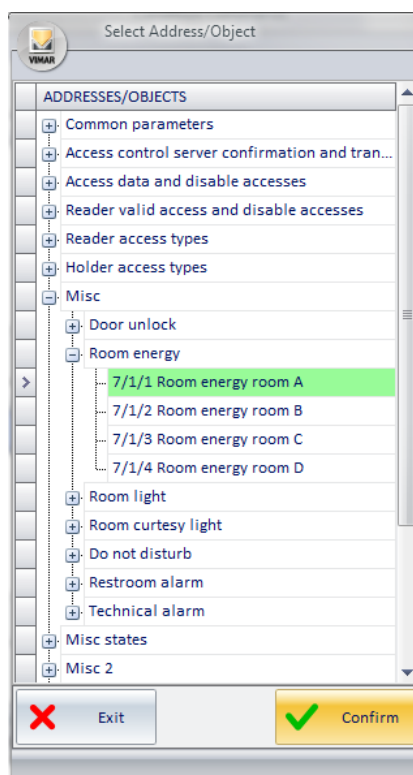 Select Address/Object
VIMAR
ADDRESSES/OBJECTS
Common parameters
Access control server confirmation and tran...
Access data and disable accesses
Reader valid access and disable accesses
Reader access types
Holder access types
Misc
Door unlock
Room energy
7/1/1 Room energy room A
7/1/2 Room energy room B
7/1/3 Room energy room C
7/1/4 Room energy room D
Room light
Room curtesy light
Do not disturb
Restroom alarm
Technical alarm
Misc states
Misc 2
Exit Confirm